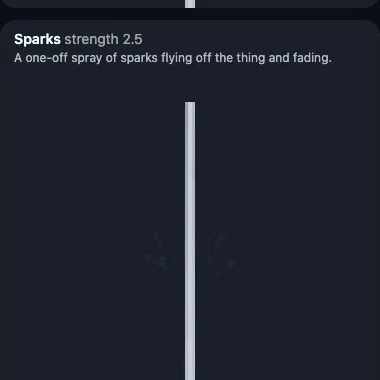 Sparks strength 2.5
A one-off spray of sparks flying off the thing and fading.